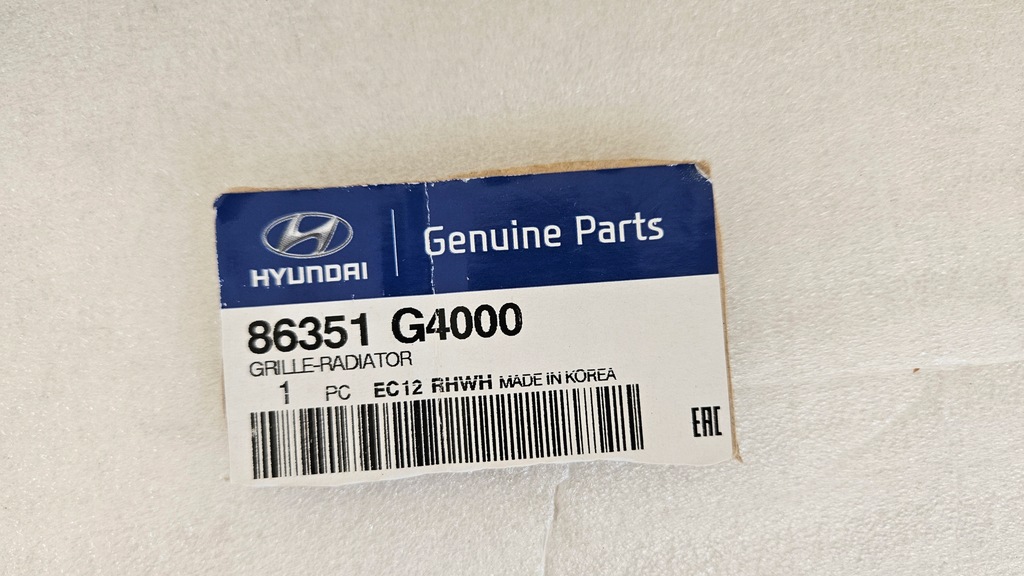 HYUNDAI
Genuine Parts
86351 G4000
GRILLE-RADIATOR
1 PC EC12 RHWH MADE IN KOREA
EAC